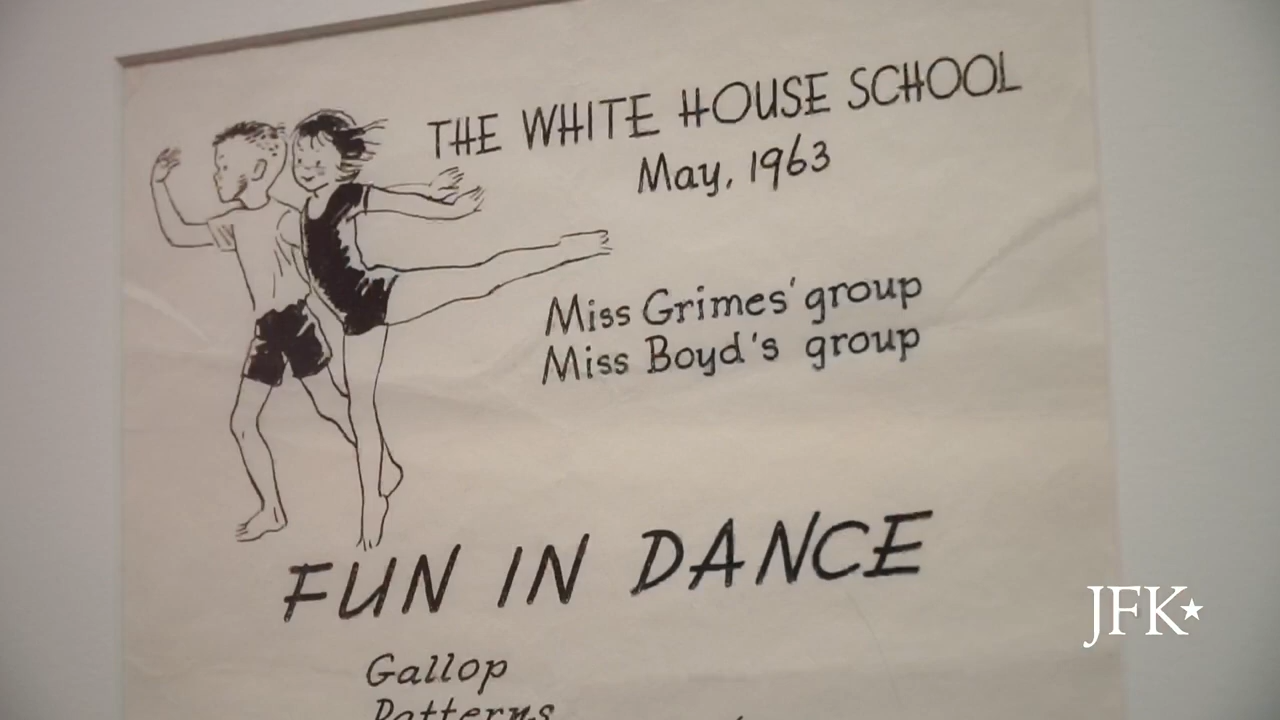 THE WHITE HOUSE SCHOOL
May, 1963
Miss Grimes' group
Miss Boyd's group
FUN IN DANCE
Gallop
Patterns
JFK